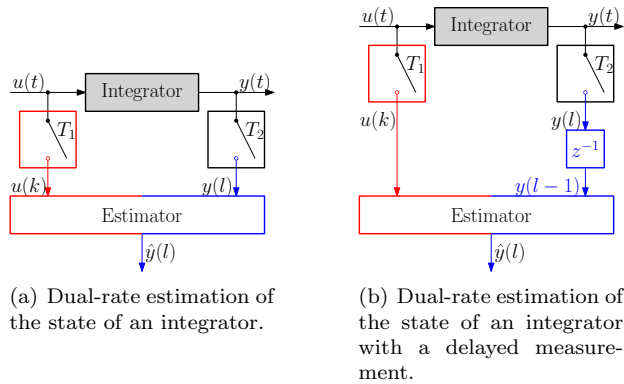 u(t)
Integrator
y(t)
T₁
T₂
u(k)
y(l)
Estimator
ŷ(l)
(a) Dual-rate estimation of
the state of an integrator.
u(t)
Integrator
y(t)
T₁
T₂
u(k)
y(l)
z⁻¹
y(l − 1)
Estimator
ŷ(l)
(b) Dual-rate estimation of
the state of an integrator
with a delayed measure-
ment.